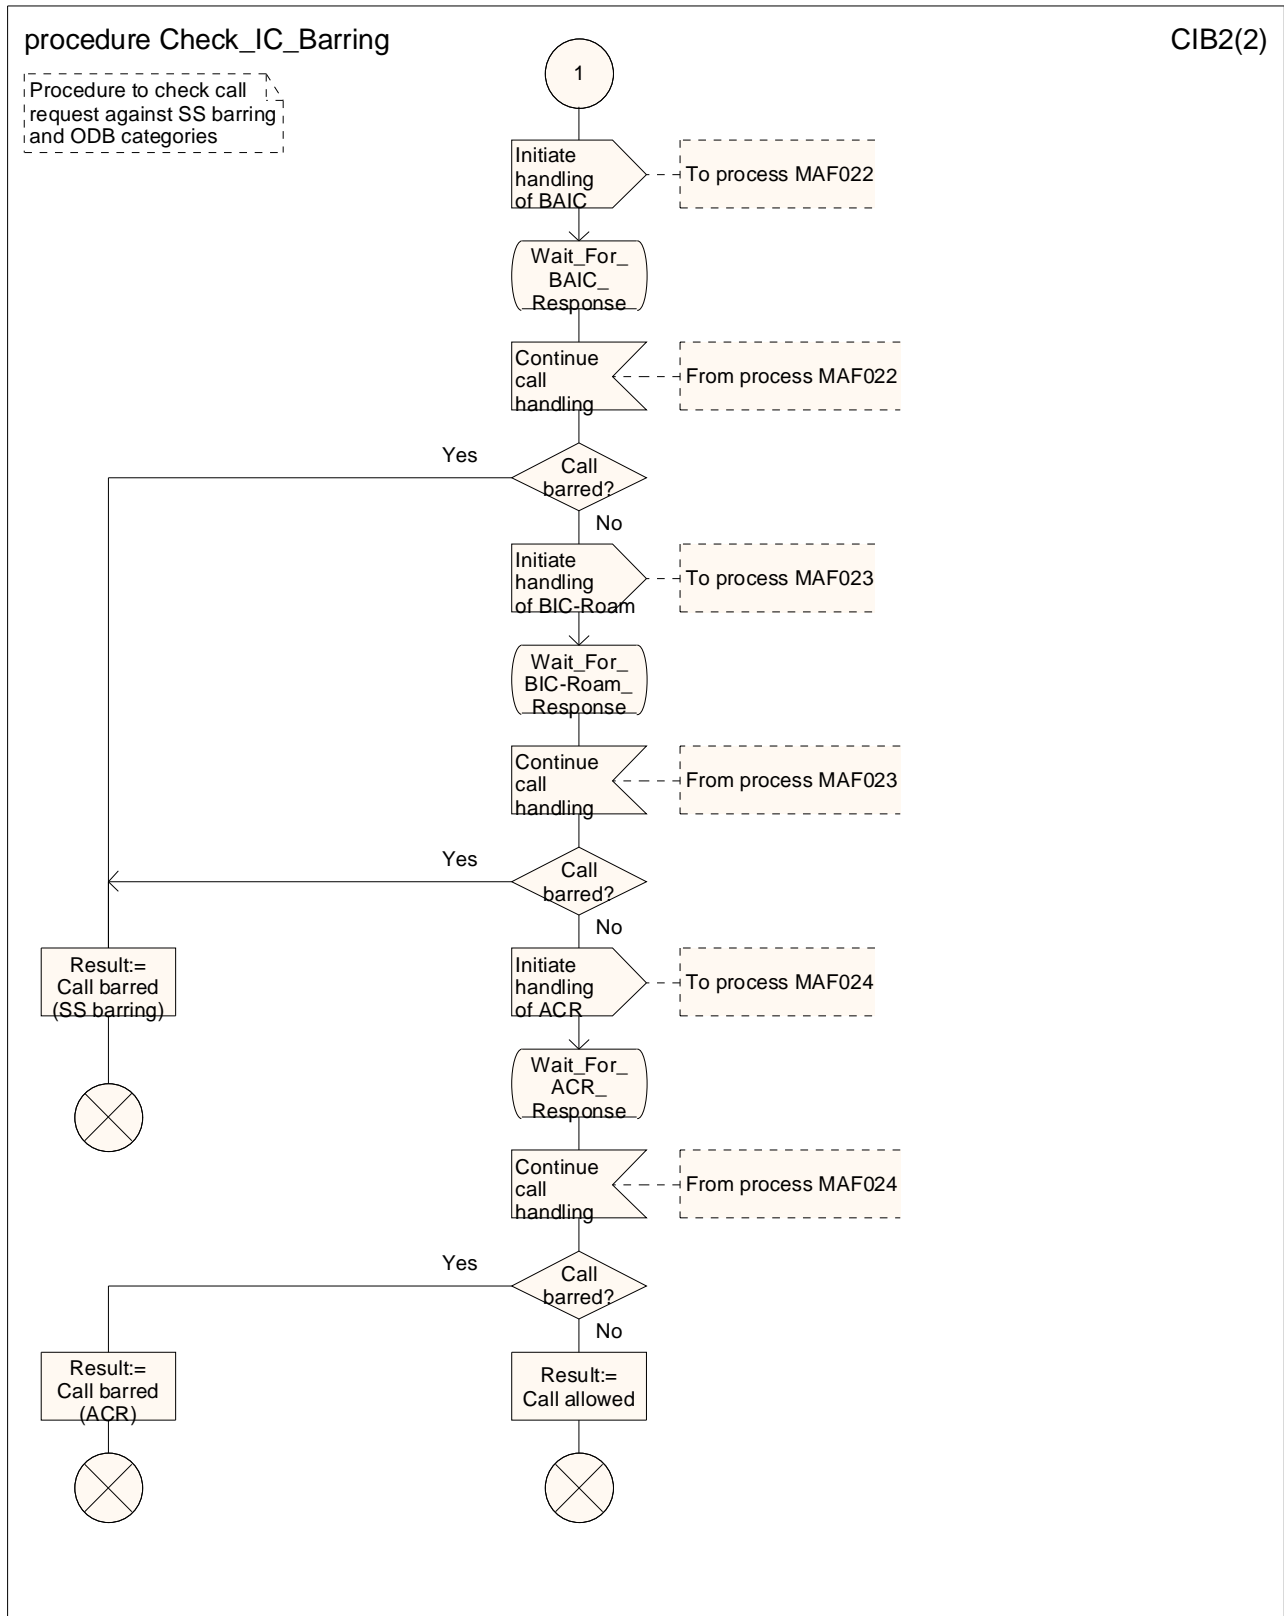 procedure Check_IC_Barring
CIB2(2)
Procedure to check call
request against SS barring
and ODB categories
1
Initiate
handling
of BAIC
To process MAF022
Wait_For_
BAIC_
Response
Continue
call
handling
From process MAF022
Yes
Call
barred?
No
Initiate
handling
of BIC-Roam
To process MAF023
Wait_For_
BIC-Roam_
Response
Continue
call
handling
From process MAF023
Yes
Call
barred?
No
Result:=
Call barred
(SS barring)
Initiate
handling
of ACR
To process MAF024
Wait_For_
ACR_
Response
Continue
call
handling
From process MAF024
Yes
Call
barred?
No
Result:=
Call barred
(ACR)
Result:=
Call allowed